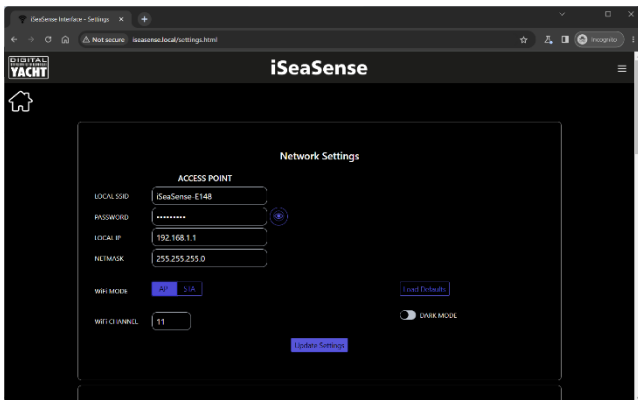 iSeaSense Interface - Settings
Not secure iseasense.local/settings.html
Incognito
DIGITAL
YACHT
iSeaSense
Network Settings
ACCESS POINT
LOCAL SSID iSeaSense-E148
PASSWORD •••••••••
LOCAL IP 192.168.1.1
NETMASK 255.255.255.0
WiFi MODE AP STA Load Defaults
WiFi CHANNEL 11 DARK MODE
Update Settings